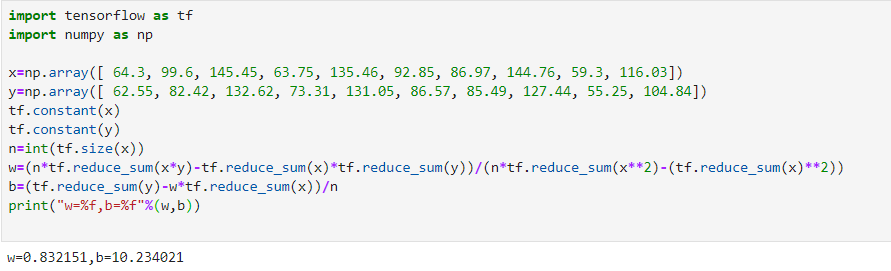 import tensorflow as tf
import numpy as np
x=np.array([ 64.3, 99.6, 145.45, 63.75, 135.46, 92.85, 86.97, 144.76, 59.3, 116.03])
y=np.array([ 62.55, 82.42, 132.62, 73.31, 131.05, 86.57, 85.49, 127.44, 55.25, 104.84])
tf.constant(x)
tf.constant(y)
n=int(tf.size(x))
w=(n*tf.reduce_sum(x*y)-tf.reduce_sum(x)*tf.reduce_sum(y))/(n*tf.reduce_sum(x**2)-(tf.reduce_sum(x)**2))
b=(tf.reduce_sum(y)-w*tf.reduce_sum(x))/n
print("w=%f,b=%f"%(w,b))
w=0.832151,b=10.234021